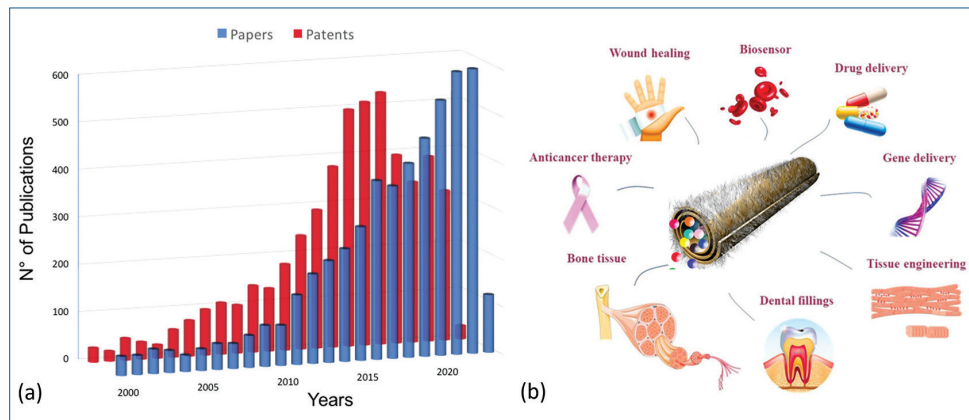 Papers
Patents
600
500
400
300
200
100
0
N° of Publications
2000
2005
2010
2015
2020
Years
(a)
Wound healing
Biosensor
Drug delivery
Anticancer therapy
Gene delivery
Bone tissue
Tissue engineering
Dental fillings
(b)